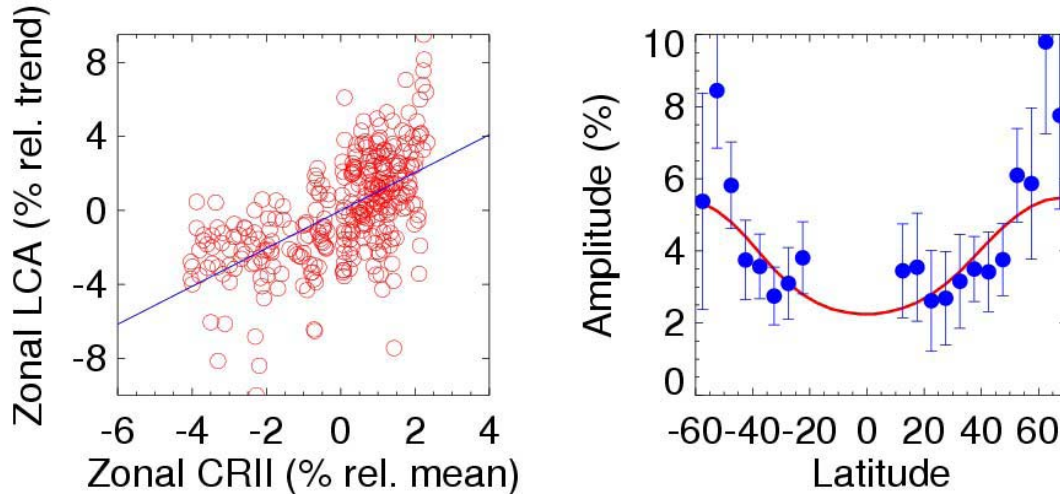 Zonal LCA (% rel. trend)
8
4
0
-4
-8
-6 -4 -2 0 2 4
Zonal CRII (% rel. mean)
Amplitude (%)
10
8
6
4
2
0
-60 -40 -20 0 20 40 60
Latitude